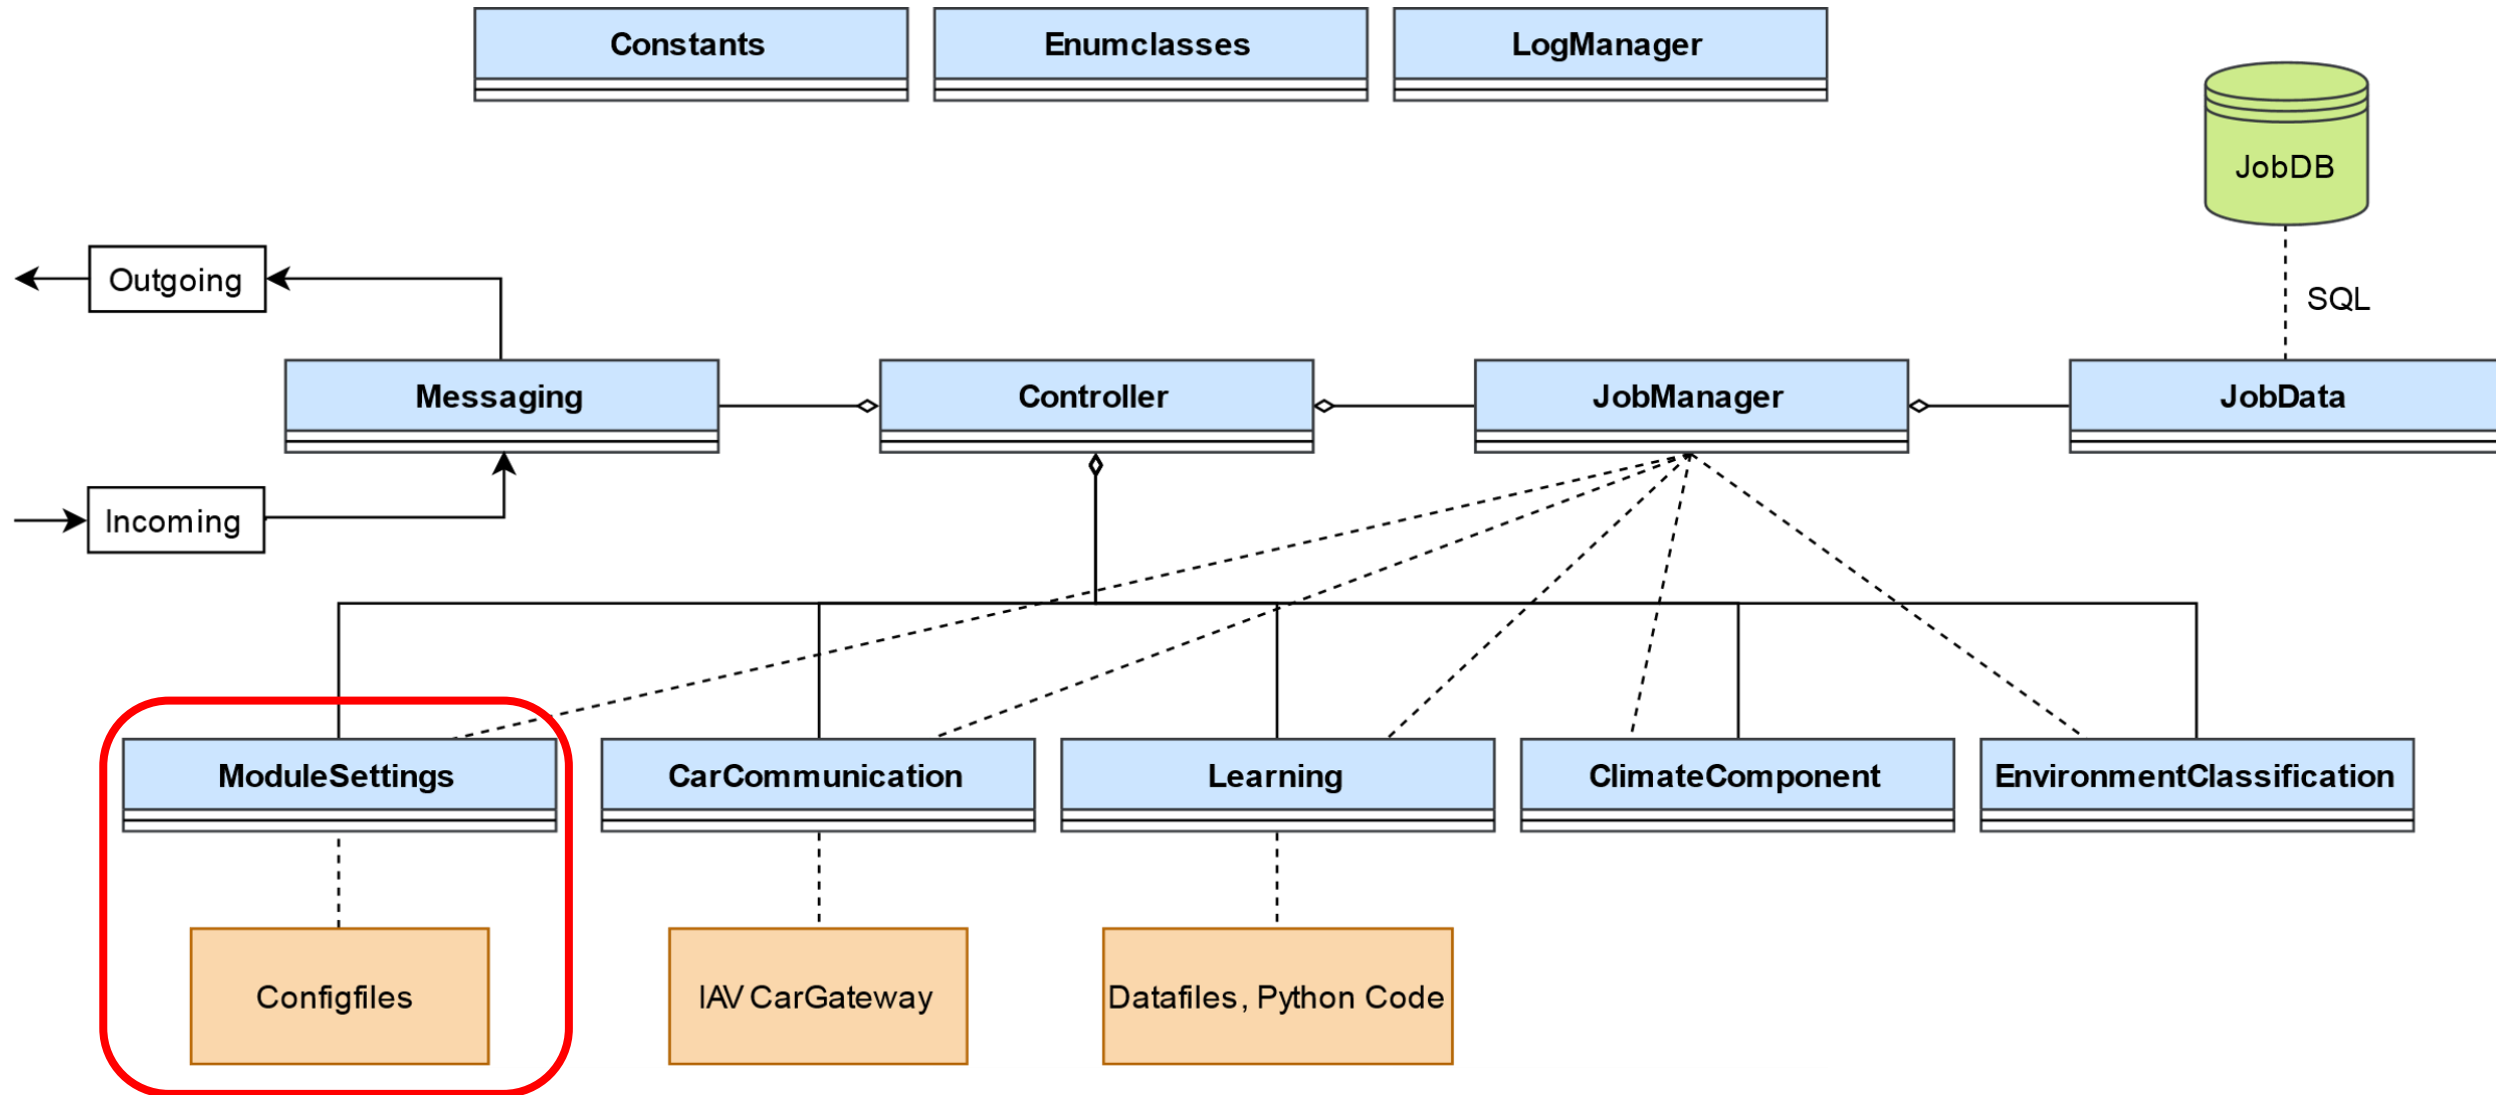 Constants
Enumclasses
LogManager
JobDB
Outgoing
SQL
Messaging
Controller
JobManager
JobData
Incoming
ModuleSettings
CarCommunication
Learning
ClimateComponent
EnvironmentClassification
Configfiles
IAV CarGateway
Datafiles, Python Code